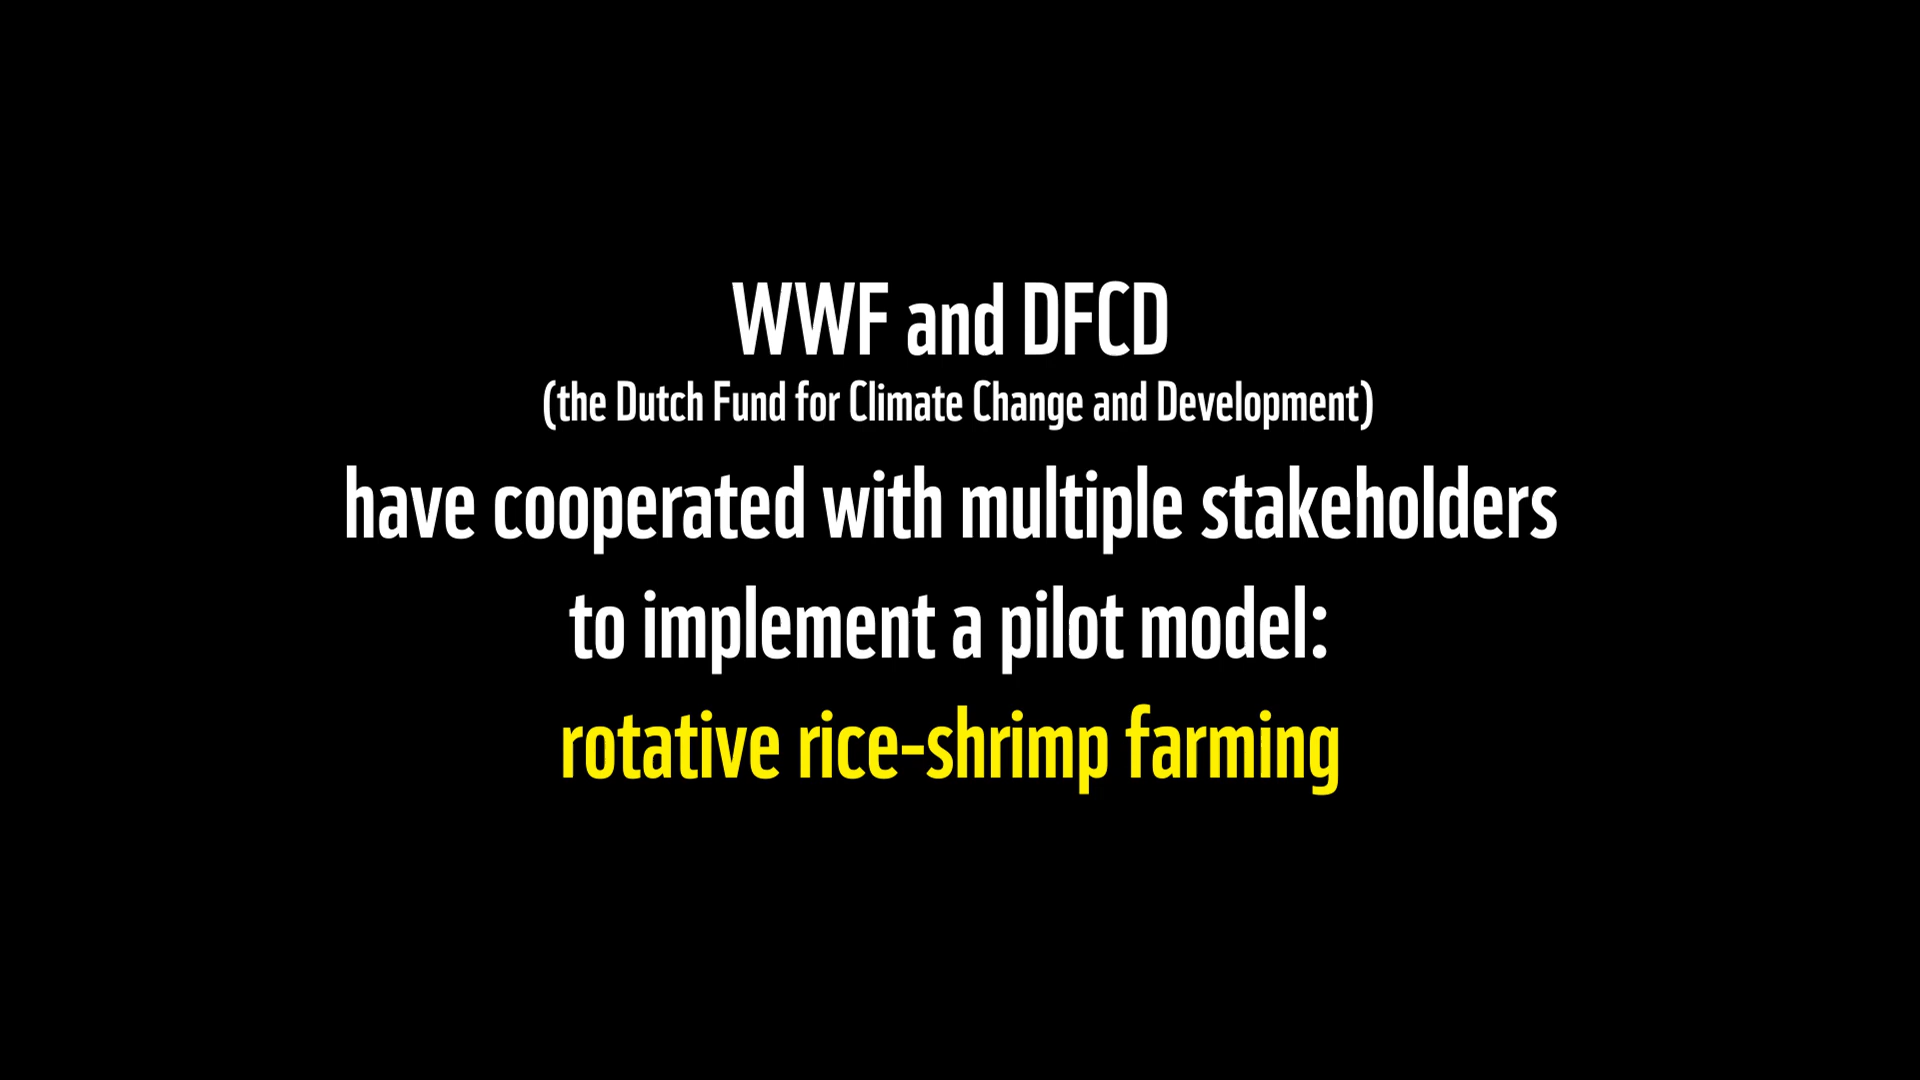 WWF and DFCD
(the Dutch Fund for Climate Change and Development)
have cooperated with multiple stakeholders
to implement a pilot model:
rotative rice-shrimp farming